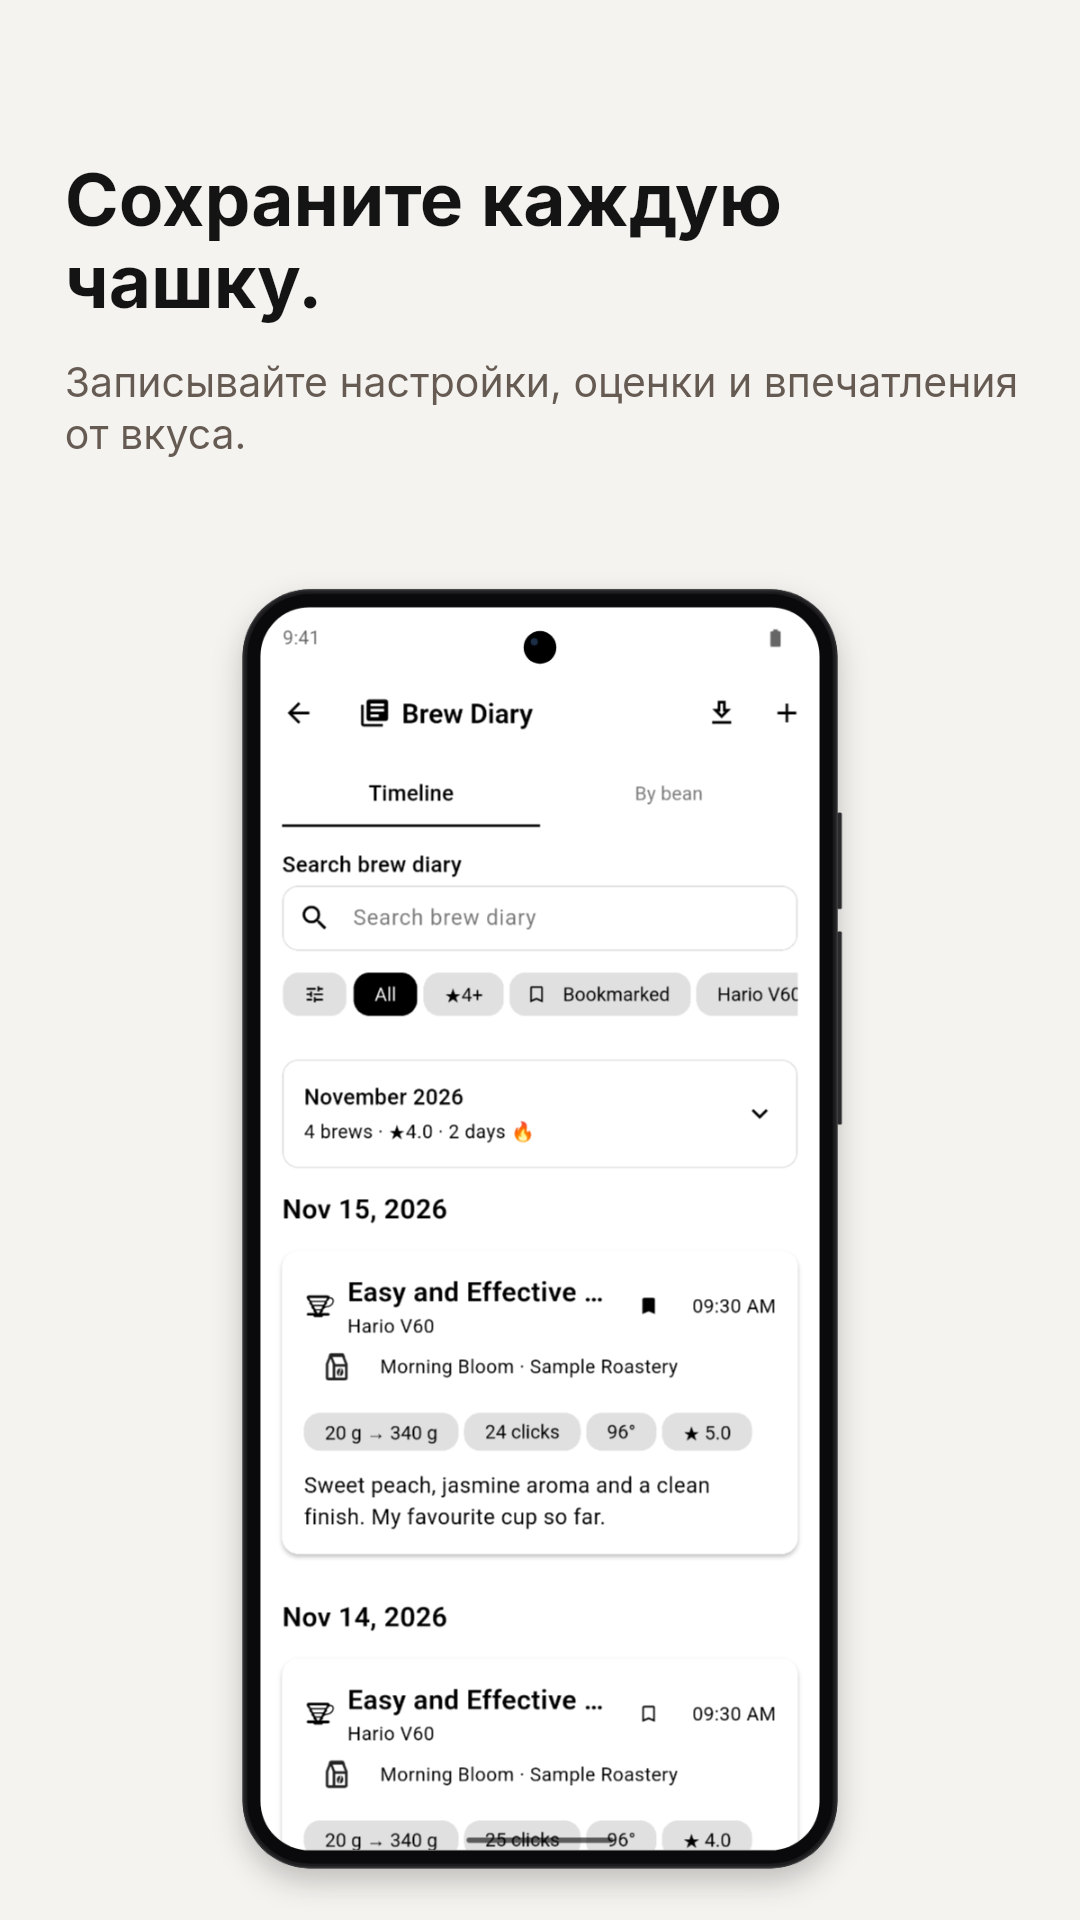 Сохраните каждую
чашку.
Записывайте настройки, оценки и впечатления
от вкуса.
9:41
Brew Diary
Timeline
By bean
Search brew diary
Search brew diary
All
★4+
Bookmarked
Hario V60
November 2026
4 brews · ★4.0 · 2 days 🔥
Nov 15, 2026
Easy and Effective ...
09:30 AM
Hario V60
Morning Bloom · Sample Roastery
20 g → 340 g
24 clicks
96°
★ 5.0
Sweet peach, jasmine aroma and a clean
finish. My favourite cup so far.
Nov 14, 2026
Easy and Effective ...
09:30 AM
Hario V60
Morning Bloom · Sample Roastery
20 g → 340 g
25 clicks
96°
★ 4.0